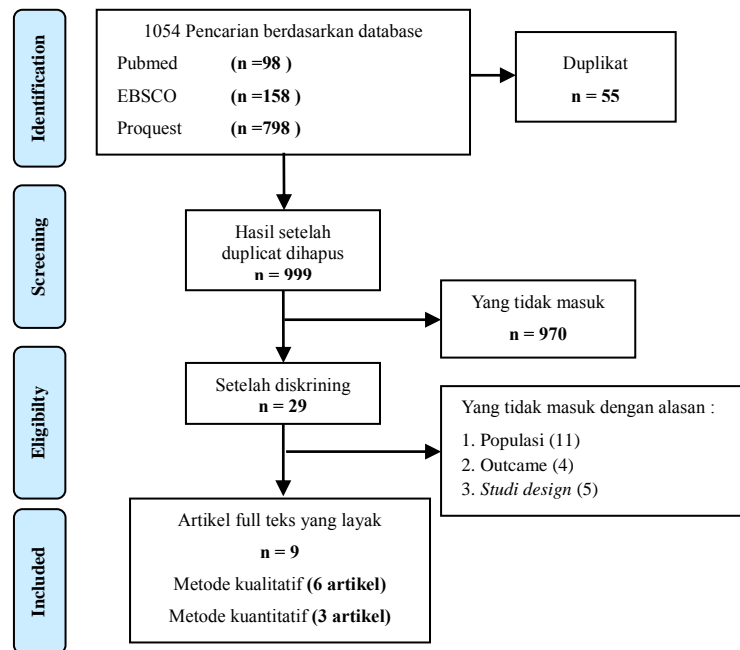 Identification
1054 Pencarian berdasarkan database
Pubmed (n =98 )
EBSCO (n =158 )
Proquest (n =798)
Duplikat
n = 55
Screening
Hasil setelah
duplicat dihapus
n = 999
Yang tidak masuk
n = 970
Eligibilty
Setelah diskrining
n = 29
Yang tidak masuk dengan alasan :
1. Populasi (11)
2. Outcame (4)
3. Studi design (5)
Included
Artikel full teks yang layak
n = 9
Metode kualitatif (6 artikel)
Metode kuantitatif (3 artikel)